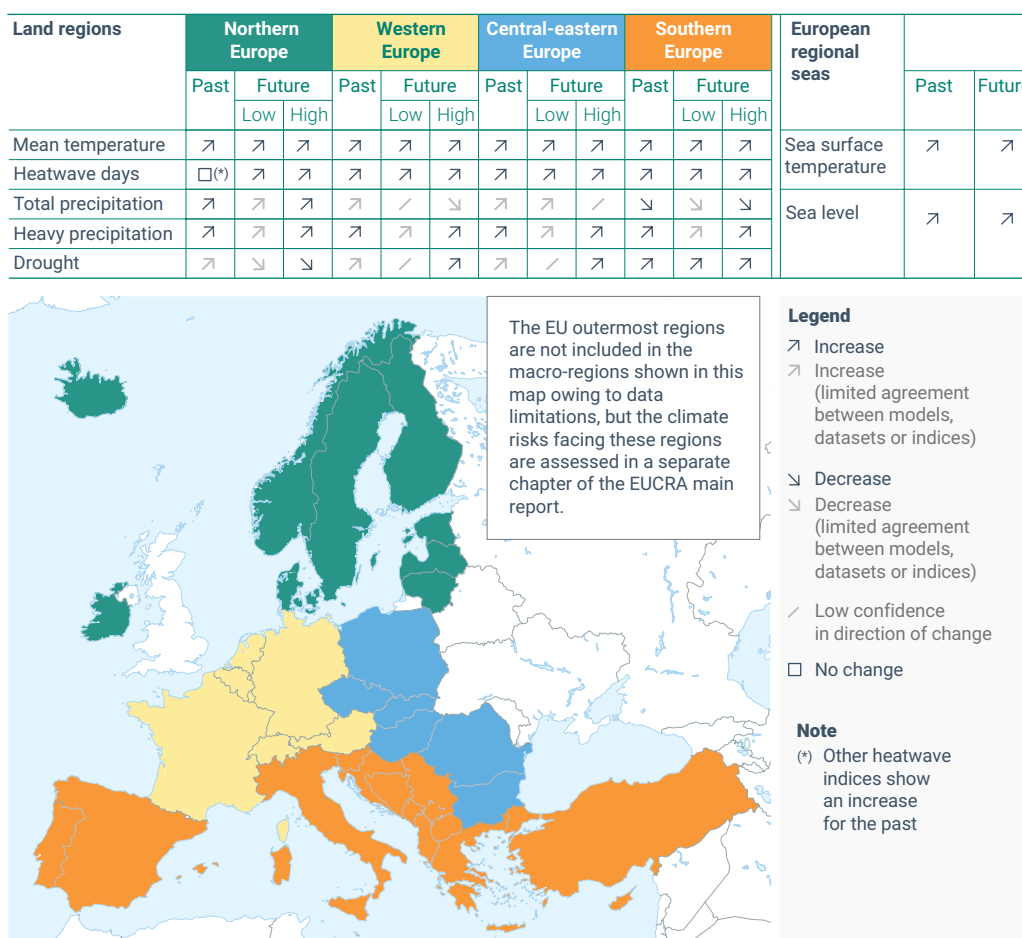 Land regions
Northern
Europe
Western
Europe
Central-eastern
Europe
Southern
Europe
European
regional
seas
Past
Future
Past
Future
Past
Future
Past
Future
Past
Futur
Low
High
Low
High
Low
High
Low
High
Mean temperature
Heatwave days
(*)
Total precipitation
Heavy precipitation
Drought
Sea surface
temperature
Sea level
The EU outermost regions
are not included in the
macro-regions shown in this
map owing to data
limitations, but the climate
risks facing these regions
are assessed in a separate
chapter of the EUCRA main
report.
Legend
Increase
Increase
(limited agreement
between models,
datasets or indices)
Decrease
Decrease
(limited agreement
between models,
datasets or indices)
Low confidence
in direction of change
No change
Note
(*) Other heatwave
indices show
an increase
for the past